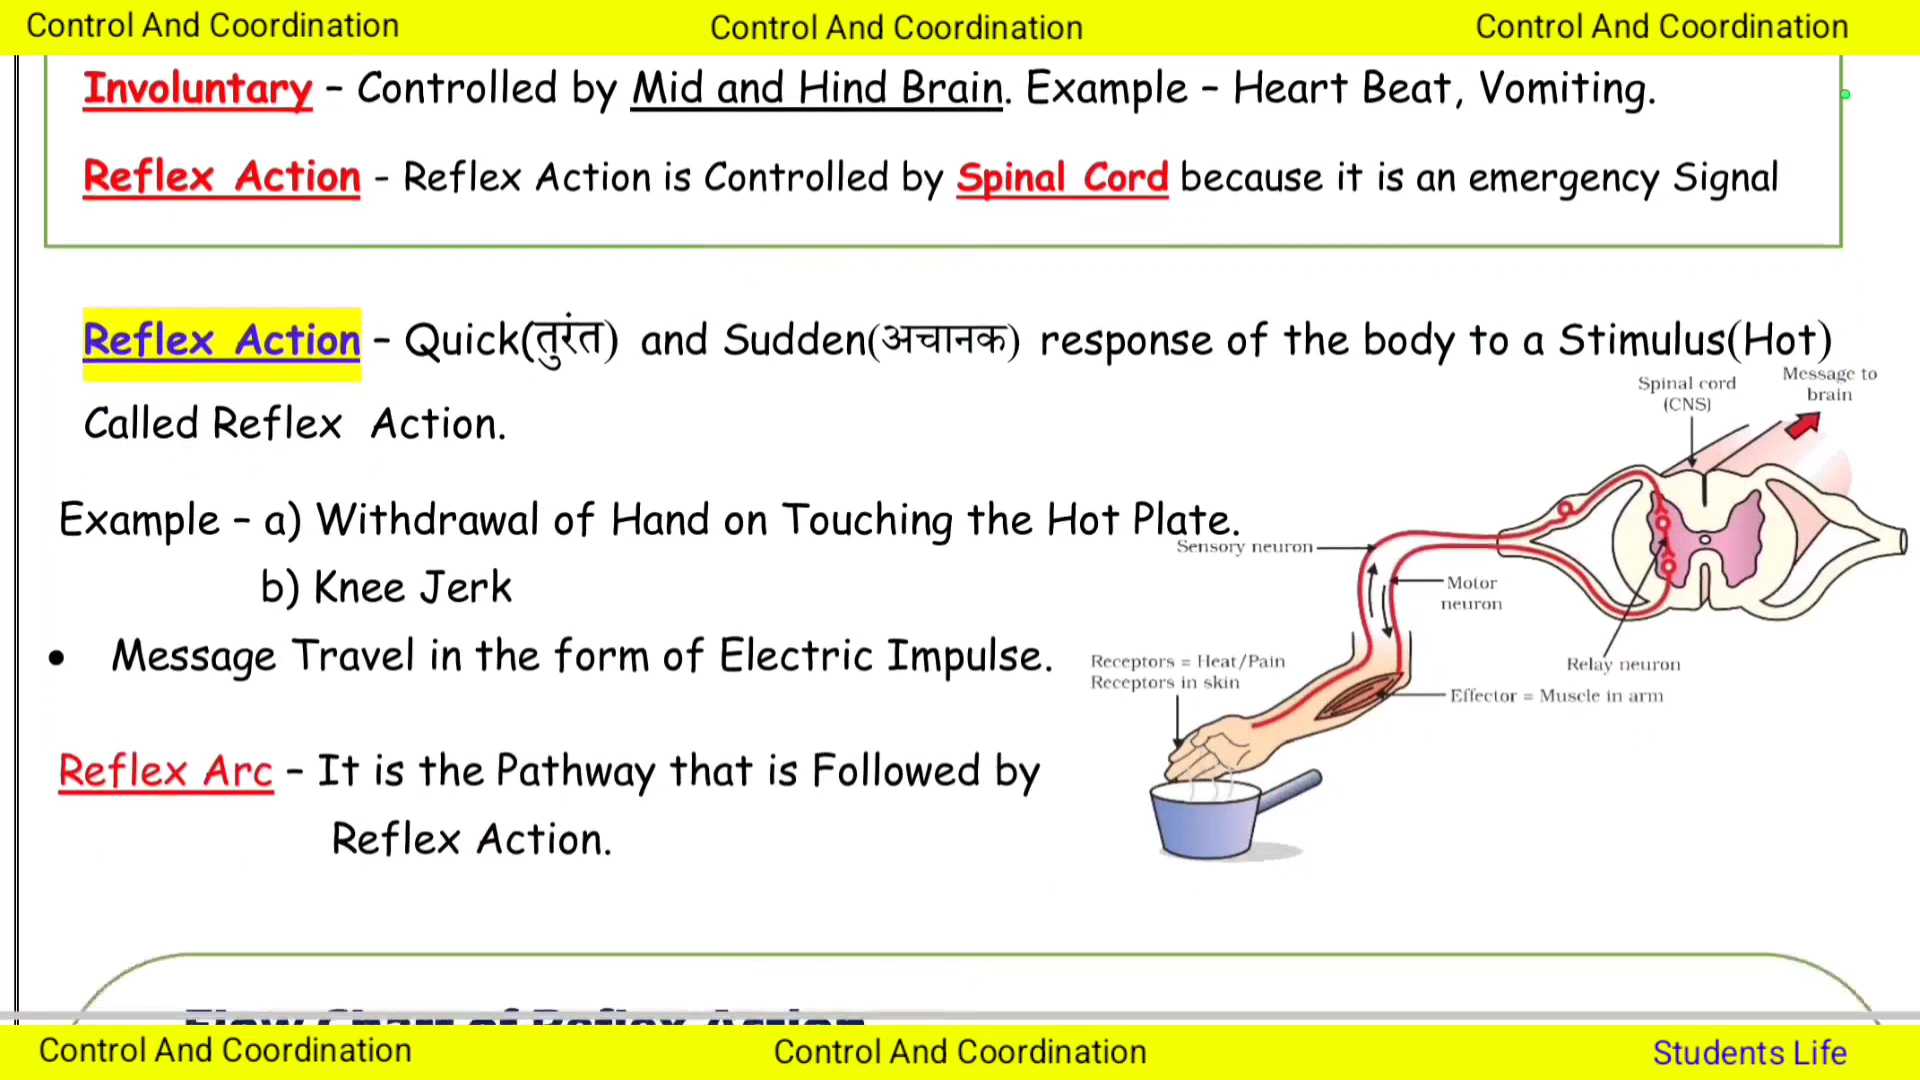 Control And Coordination Control And Coordination Control And Coordination
Involuntary – Controlled by Mid and Hind Brain. Example – Heart Beat, Vomiting.
Reflex Action - Reflex Action is Controlled by Spinal Cord because it is an emergency Signal
Reflex Action – Quick(तुरंत) and Sudden(अचानक) response of the body to a Stimulus(Hot)
Called Reflex Action.
Spinal cord
(CNS)
Message to
brain
Example – a) Withdrawal of Hand on Touching the Hot Plate.
b) Knee Jerk
Sensory neuron
Motor
neuron
• Message Travel in the form of Electric Impulse.
Receptors = Heat/Pain
Receptors in skin
Relay neuron
Effector = Muscle in arm
Reflex Arc – It is the Pathway that is Followed by
Reflex Action.
Flow Chart of Reflex Action
Control And Coordination Control And Coordination Students Life